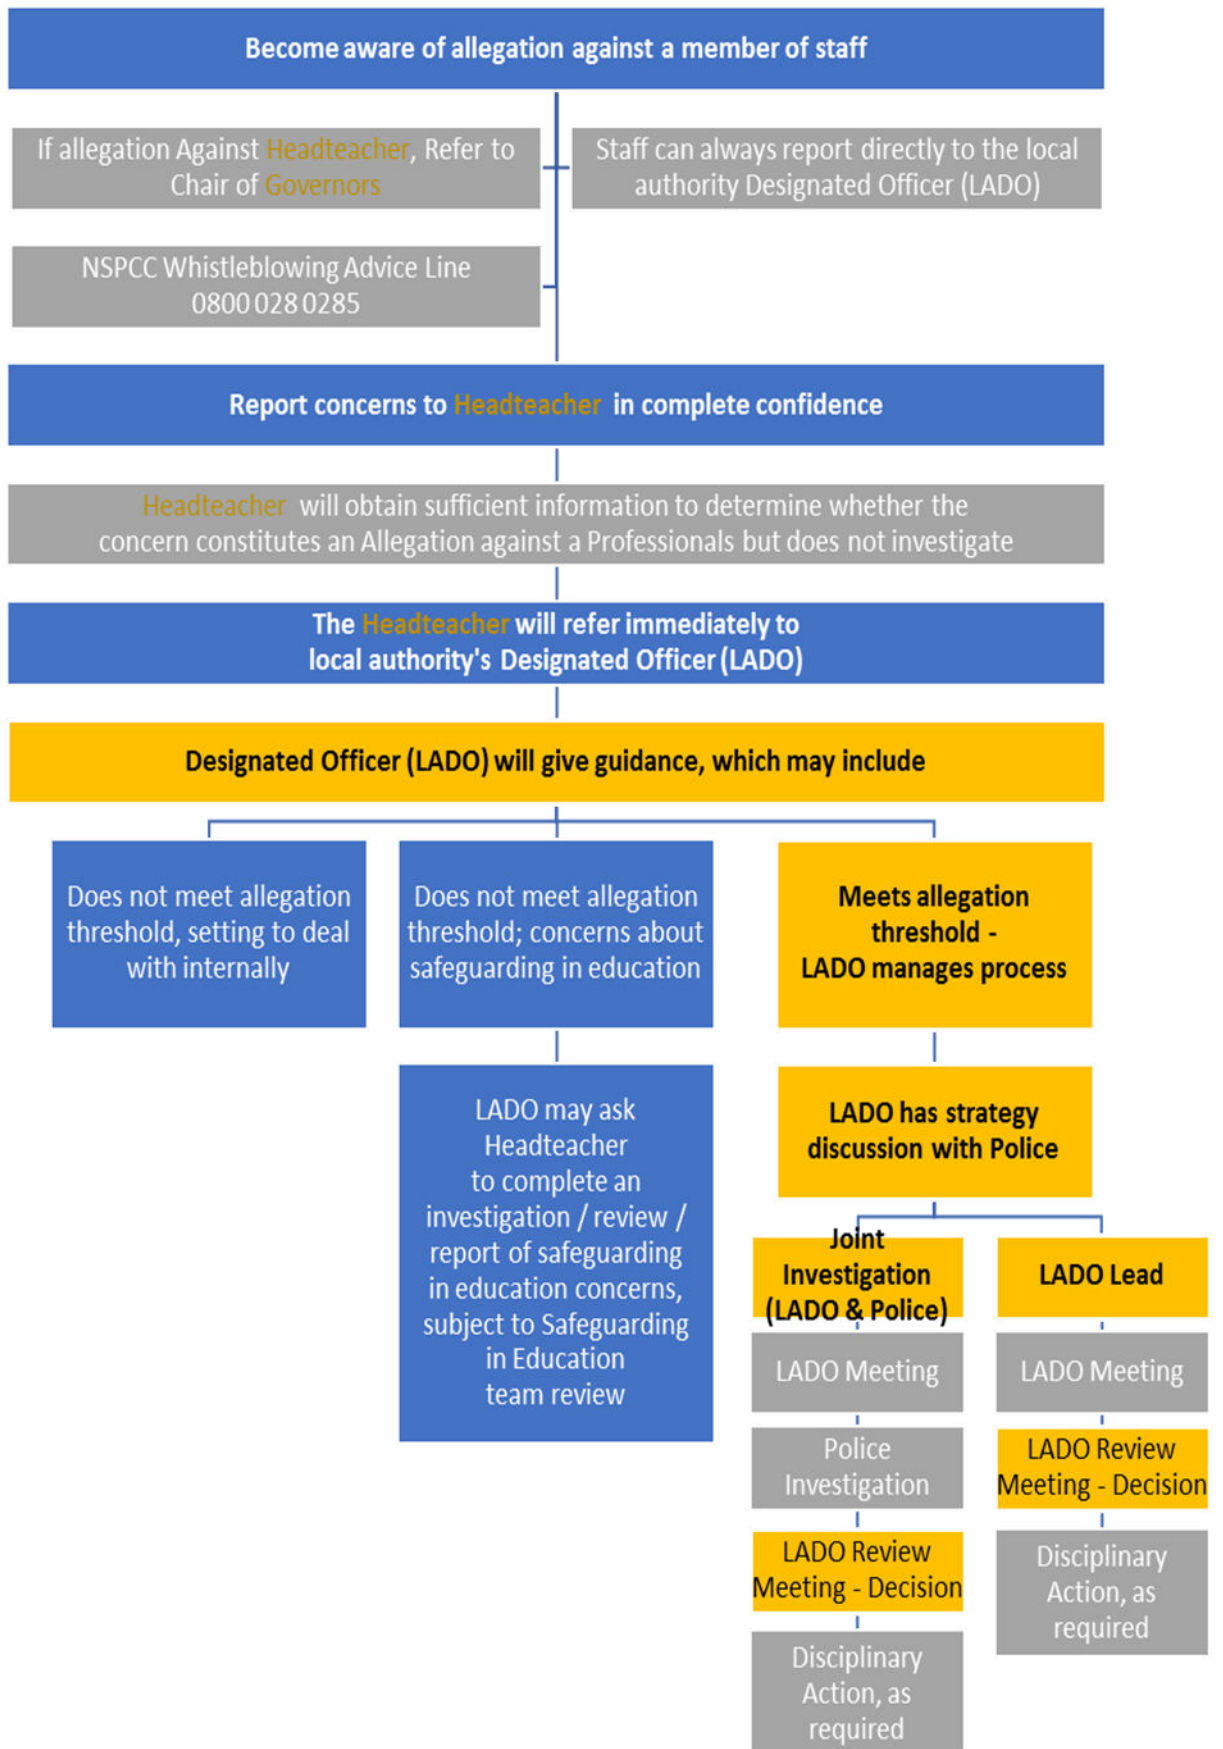 Become aware of allegation against a member of staff
If allegation Against Headteacher, Refer to
Chair of Governors
Staff can always report directly to the local
authority Designated Officer (LADO)
NSPCC Whistleblowing Advice Line
0800 028 0285
Report concerns to Headteacher in complete confidence
Headteacher will obtain sufficient information to determine whether the
concern constitutes an Allegation against a Professionals but does not investigate
The Headteacher will refer immediately to
local authority's Designated Officer (LADO)
Designated Officer (LADO) will give guidance, which may include
Does not meet allegation
threshold, setting to deal
with internally
Does not meet allegation
threshold; concerns about
safeguarding in education
LADO may ask
Headteacher
to complete an
investigation / review /
report of safeguarding
in education concerns,
subject to Safeguarding
in Education
team review
Meets allegation
threshold -
LADO manages process
LADO has strategy
discussion with Police
Joint
Investigation
(LADO & Police)
LADO Meeting
Police
Investigation
LADO Review
Meeting - Decision
Disciplinary
Action, as
required
LADO Lead
LADO Meeting
LADO Review
Meeting - Decision
Disciplinary
Action, as
required